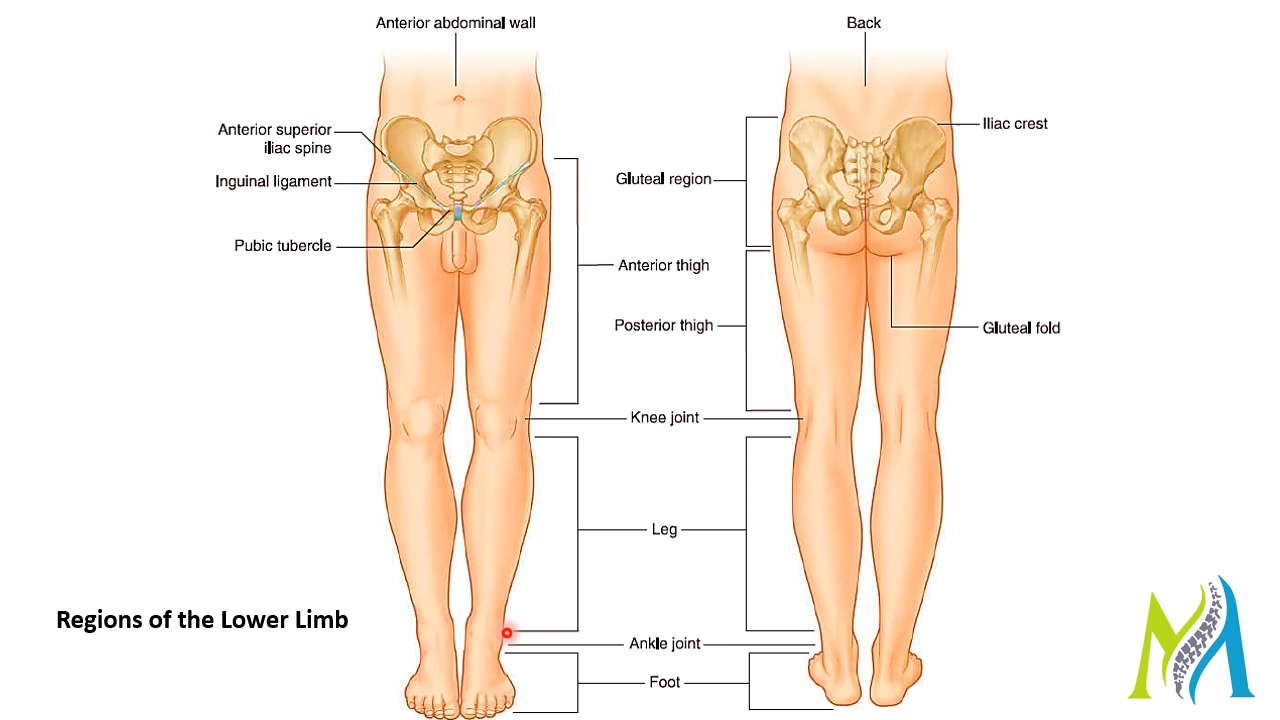 Anterior abdominal wall
Back
Anterior superior
iliac spine
Inguinal ligament
Pubic tubercle
Iliac crest
Gluteal region
Anterior thigh
Posterior thigh
Gluteal fold
Knee joint
Leg
Regions of the Lower Limb
Ankle joint
Foot
MA